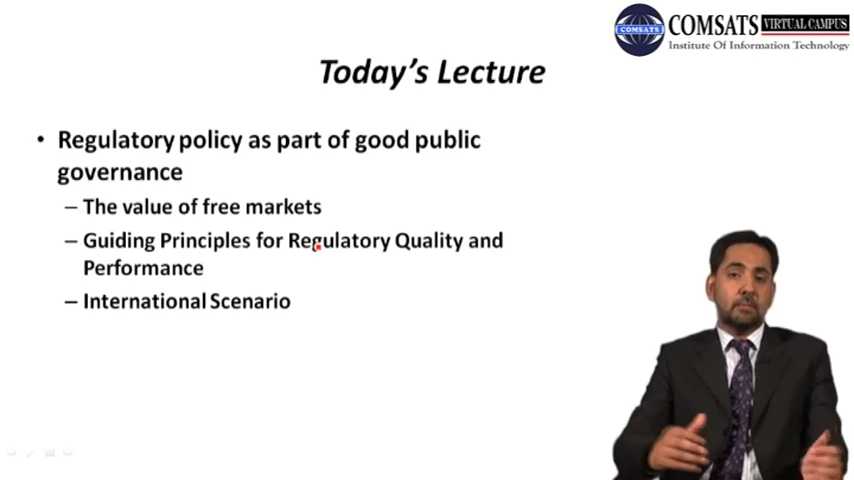 COMSATS VIRTUAL CAMPUS
COMSATS
Institute Of Information Technology
Today's Lecture
• Regulatory policy as part of good public
governance
– The value of free markets
– Guiding Principles for Regulatory Quality and
Performance
– International Scenario